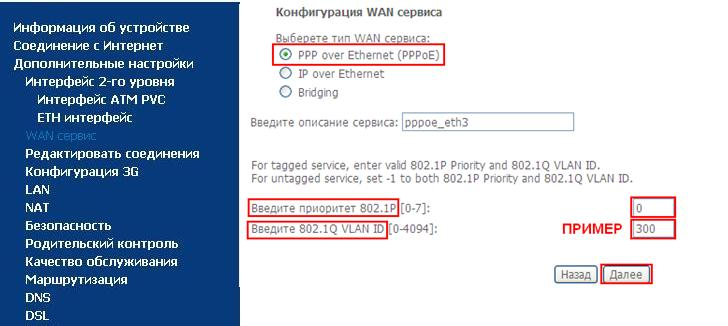 Информация об устройстве
Соединение с Интернет
Дополнительные настройки
Интерфейс 2-го уровня
Интерфейс ATM PVC
ETH интерфейс
WAN сервис
Редактировать соединения
Конфигурация 3G
LAN
NAT
Безопасность
Родительский контроль
Качество обслуживания
Маршрутизация
DNS
DSL
Конфигурация WAN сервиса
Выберете тип WAN сервиса:
PPP over Ethernet (PPPoE)
IP over Ethernet
Bridging
Введите описание сервиса: pppoe_eth3
For tagged service, enter valid 802.1P Priority and 802.1Q VLAN ID.
For untagged service, set -1 to both 802.1P Priority and 802.1Q VLAN ID.
Введите приоритет 802.1P [0-7]: 0
Введите 802.1Q VLAN ID [0-4094]: ПРИМЕР 300
Назад Далее